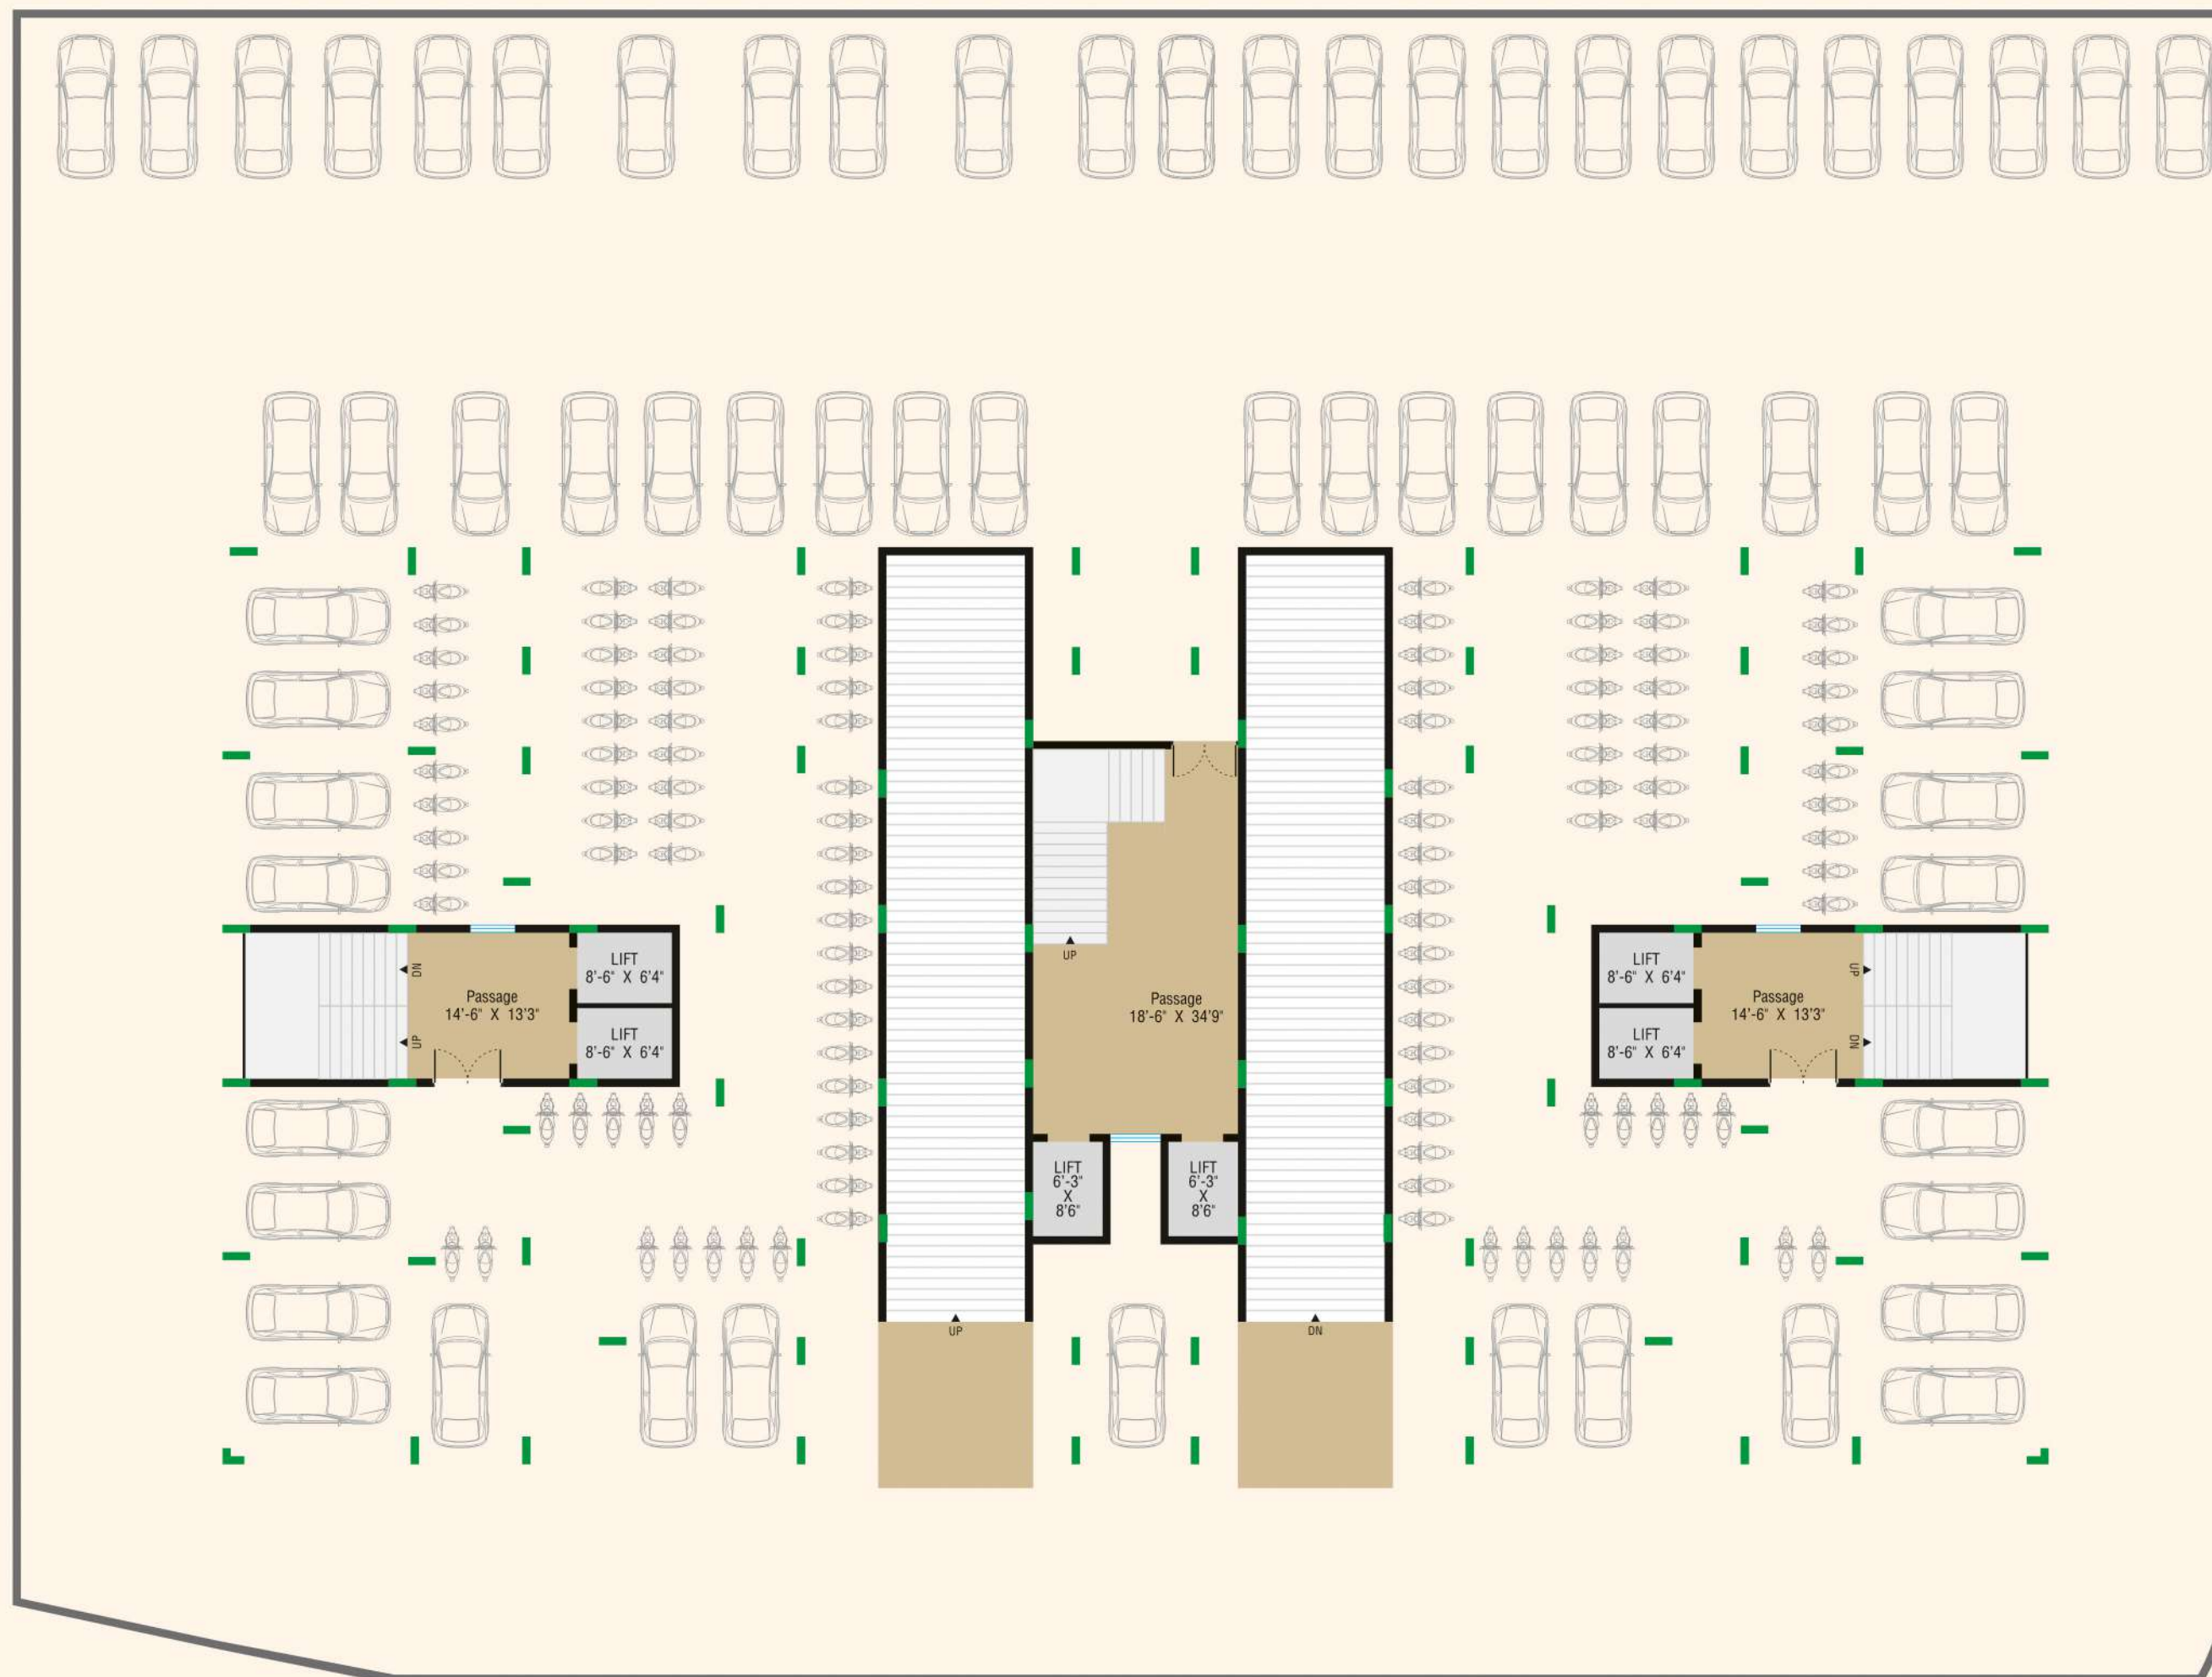 DN
Passage
14'-6" X 13'3"
UP
LIFT
8'-6" X 6'4"
LIFT
8'-6" X 6'4"
UP
Passage
18'-6" X 34'9"
LIFT
6'-3"
X
8'6"
LIFT
6'-3"
X
8'6"
UP
DN
LIFT
8'-6" X 6'4"
LIFT
8'-6" X 6'4"
Passage
14'-6" X 13'3"
UP
DN